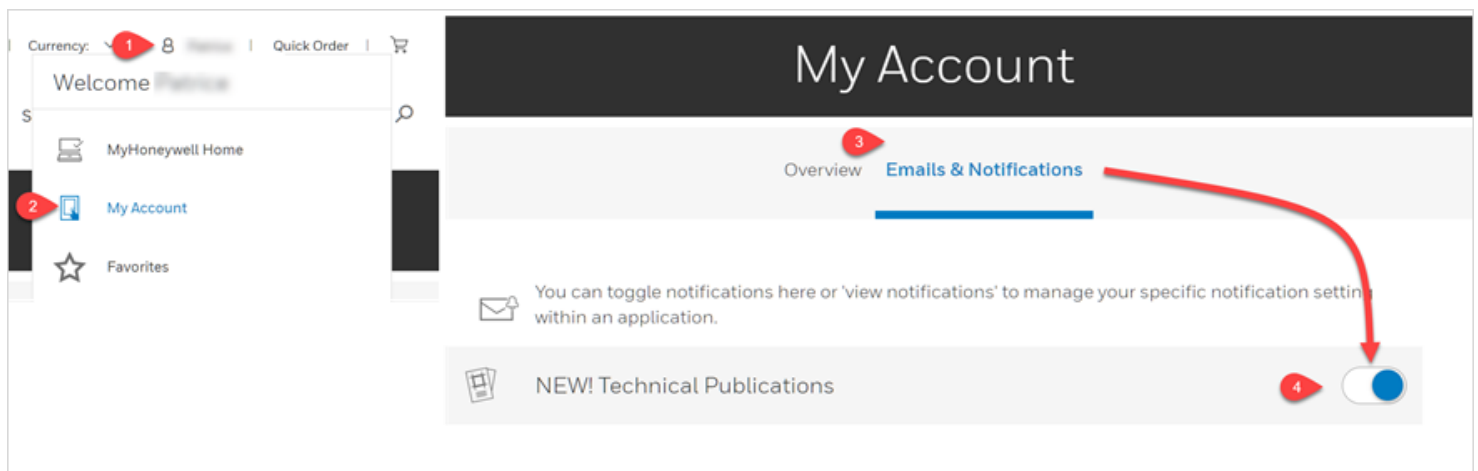 Currency:
1
Quick Order
Welcome
S
MyHoneywell Home
2
My Account
Favorites
My Account
3
Overview
Emails & Notifications
You can toggle notifications here or 'view notifications' to manage your specific notification setting
within an application.
NEW! Technical Publications
4